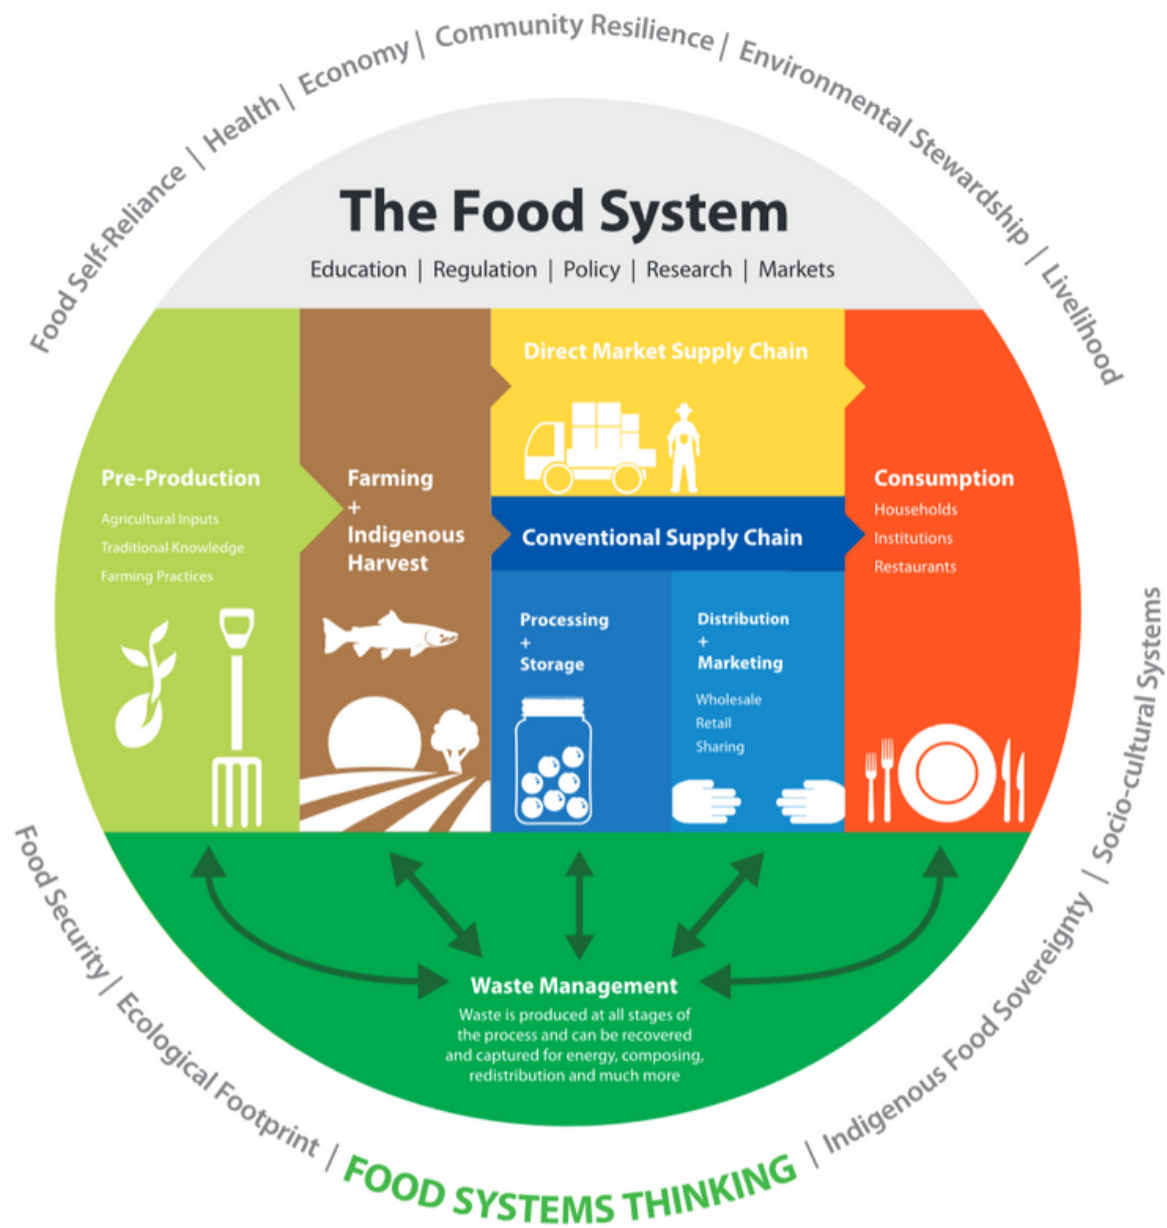 Food Self-Reliance | Health | Economy | Community Resilience | Environmental Stewardship | Livelihood
The Food System
Education | Regulation | Policy | Research | Markets
Pre-Production
Agricultural Inputs
Traditional Knowledge
Farming Practices
Farming
+
Indigenous
Harvest
Direct Market Supply Chain
Conventional Supply Chain
Processing
+
Storage
Distribution
+
Marketing
Wholesale
Retail
Sharing
Consumption
Households
Institutions
Restaurants
Waste Management
Waste is produced at all stages of
the process and can be recovered
and captured for energy, composing,
redistribution and much more
Food Security | Ecological Footprint | FOOD SYSTEMS THINKING | Indigenous Food Sovereignty | Socio-cultural Systems